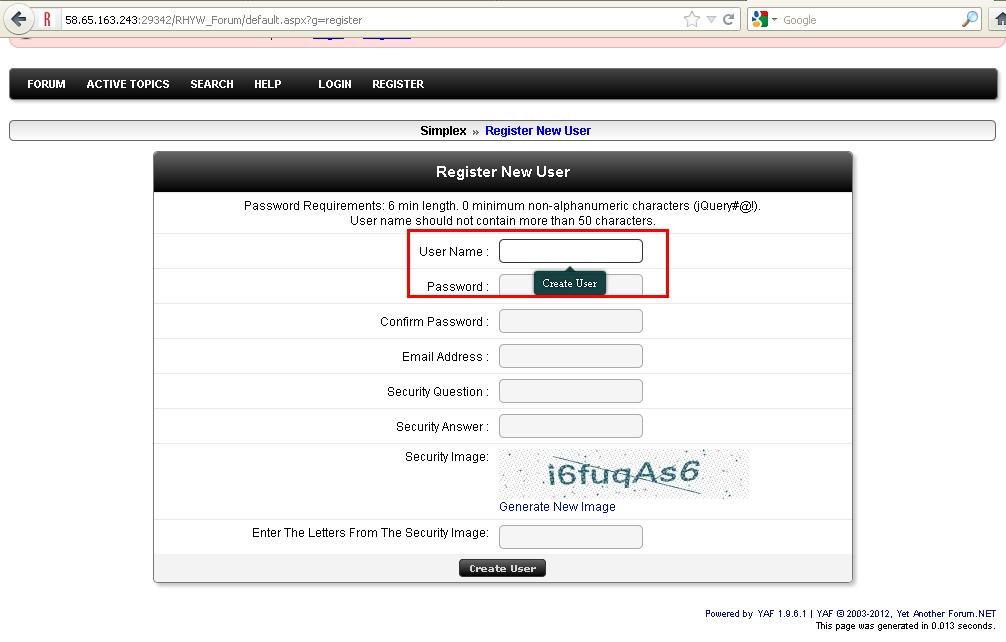 58.65.163.243:29342/RHYW_Forum/default.aspx?g=register
Google
FORUM ACTIVE TOPICS SEARCH HELP LOGIN REGISTER
Simplex » Register New User
Register New User
Password Requirements: 6 min length. 0 minimum non-alphanumeric characters (jQuery#@!).
User name should not contain more than 50 characters.
User Name :
Create User
Password :
Confirm Password :
Email Address :
Security Question :
Security Answer :
Security Image:
i6fuqAs6
Generate New Image
Enter The Letters From The Security Image:
Create User
Powered by YAF 1.9.6.1 | YAF © 2003-2012, Yet Another Forum.NET
This page was generated in 0.013 seconds.